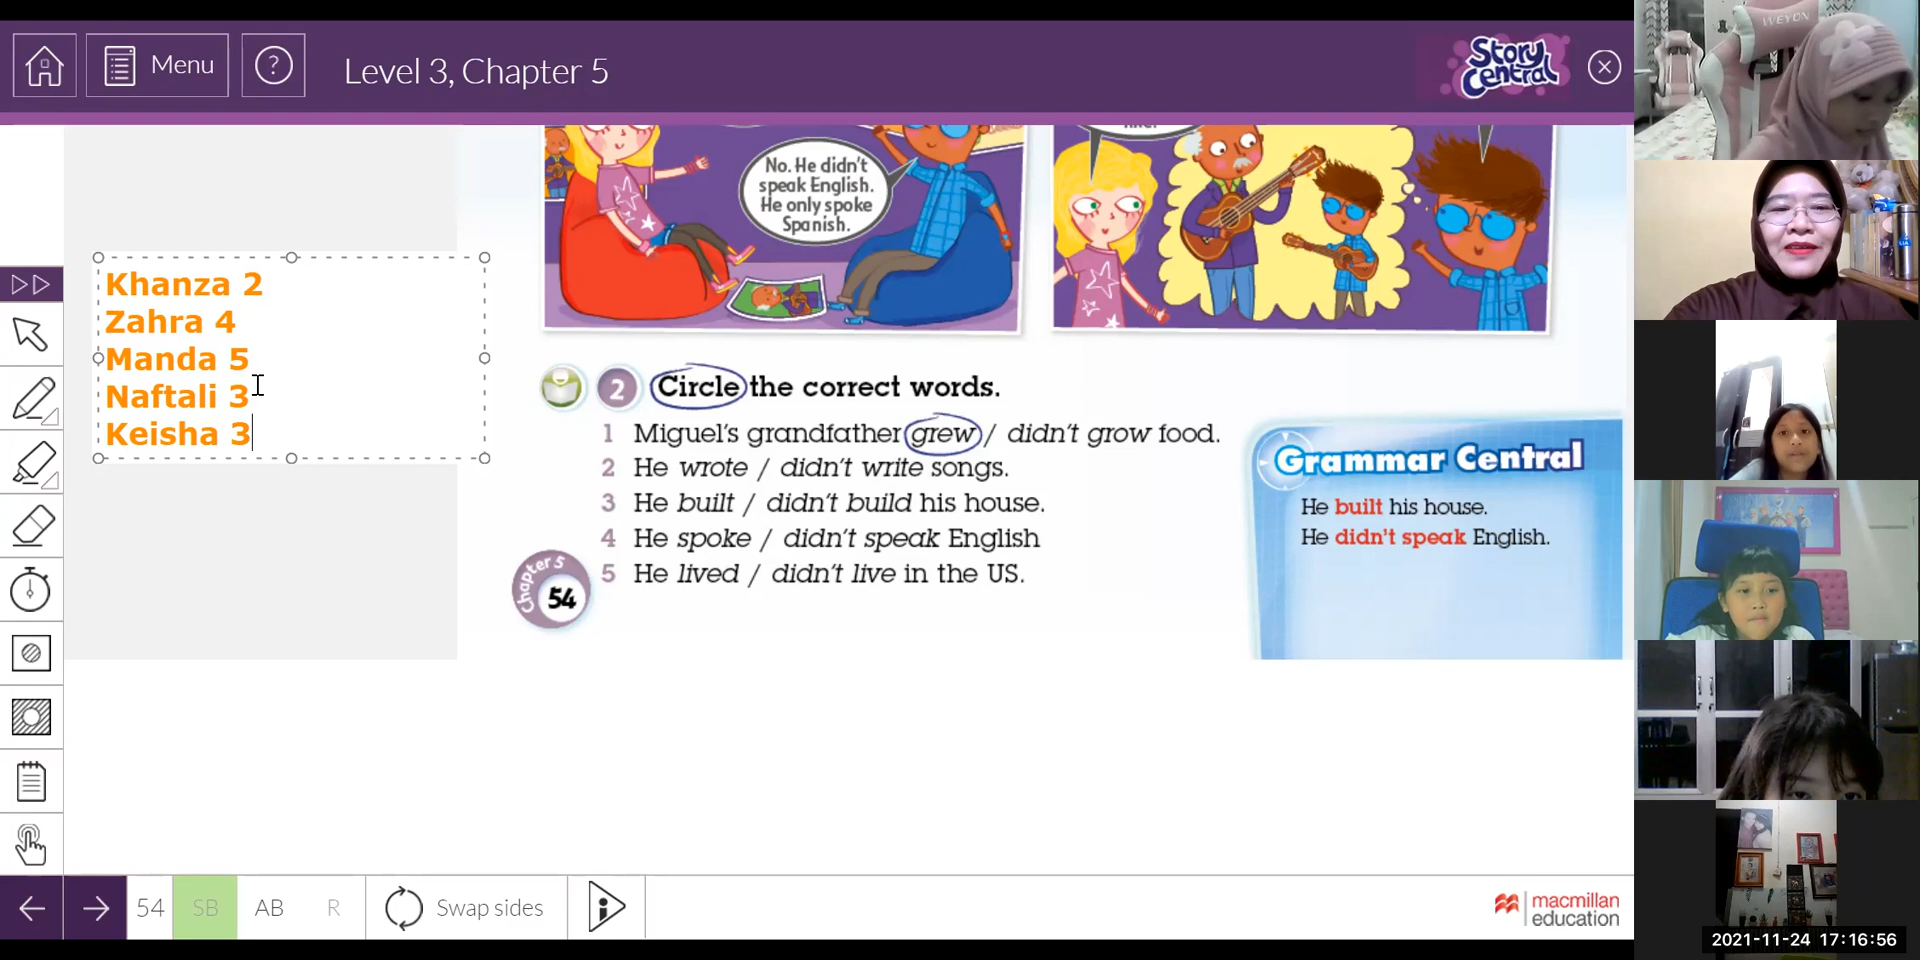 Menu
?
Level 3, Chapter 5
Story
Central
WEYON
No. He didn't
speak English.
He only spoke
Spanish.
Khanza 2
Zahra 4
Manda 5
Naftali 3
Keisha 3
2 Circle the correct words.
1 Miguel's grandfather grew / didn't grow food.
2 He wrote / didn't write songs.
3 He built / didn't build his house.
4 He spoke / didn't speak English
5 He lived / didn't live in the US.
Chapter 5
54
Grammar Central
He built his house.
He didn't speak English.
54
SB
AB
R
Swap sides
macmillan
education
2021-11-24 17:16:56